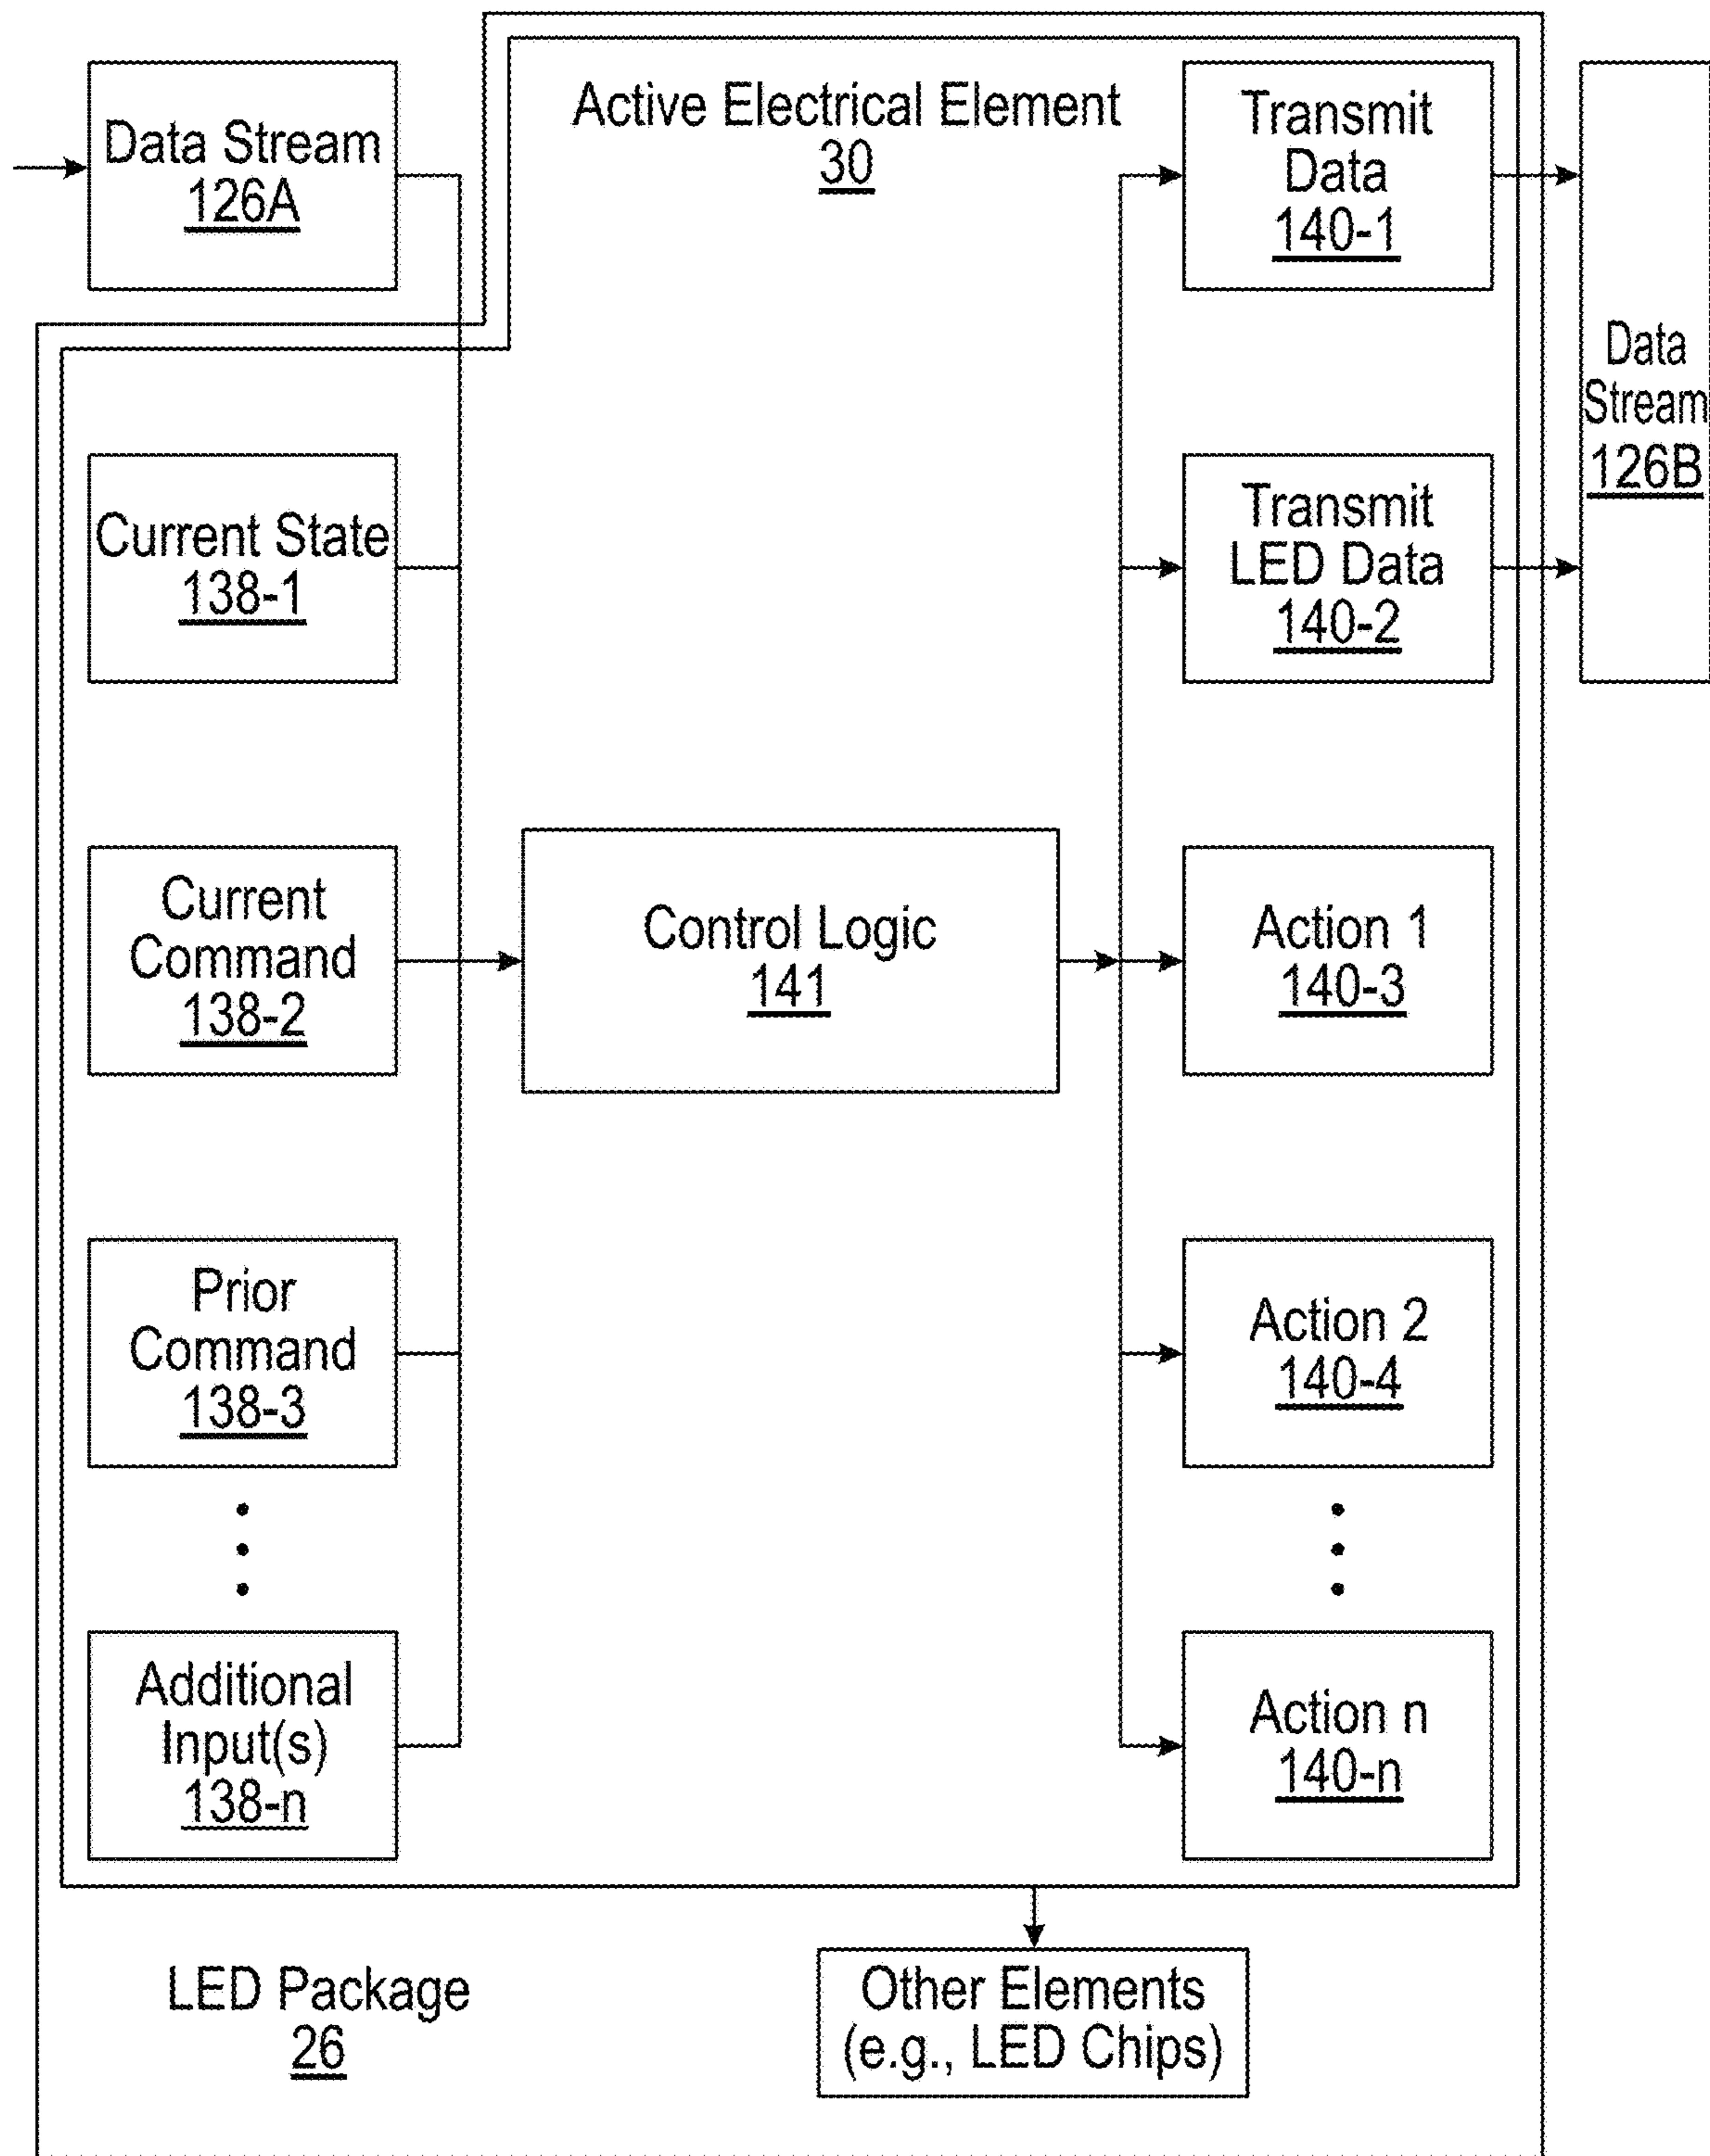 Data Stream
126A
Active Electrical Element
30
Transmit
Data
140-1
Data
Stream
126B
Current State
138-1
Transmit
LED Data
140-2
Current
Command
138-2
Control Logic
141
Action 1
140-3
Prior
Command
138-3
Action 2
140-4
Additional
Input(s)
138-n
Action n
140-n
LED Package
26
Other Elements
(e.g., LED Chips)